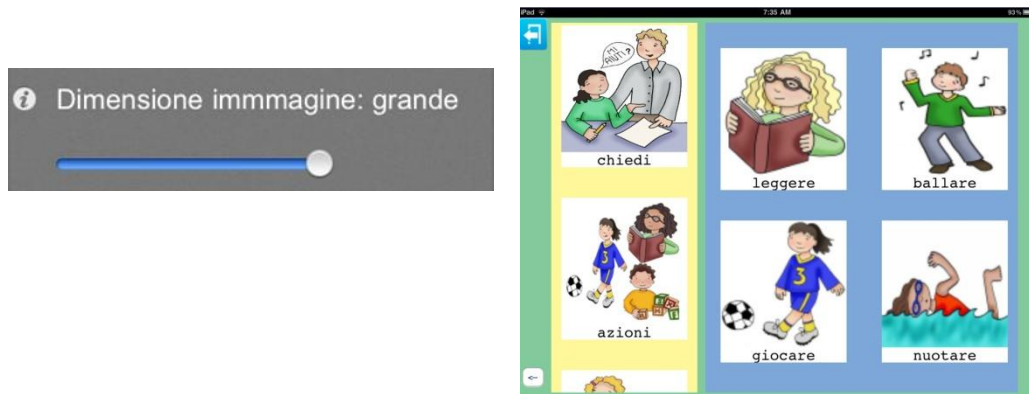 Dimensione immmagine: grande
iPad
7:35 AM
93%
MI
AIUTI?
chiedi
leggere
ballare
azioni
giocare
nuotare